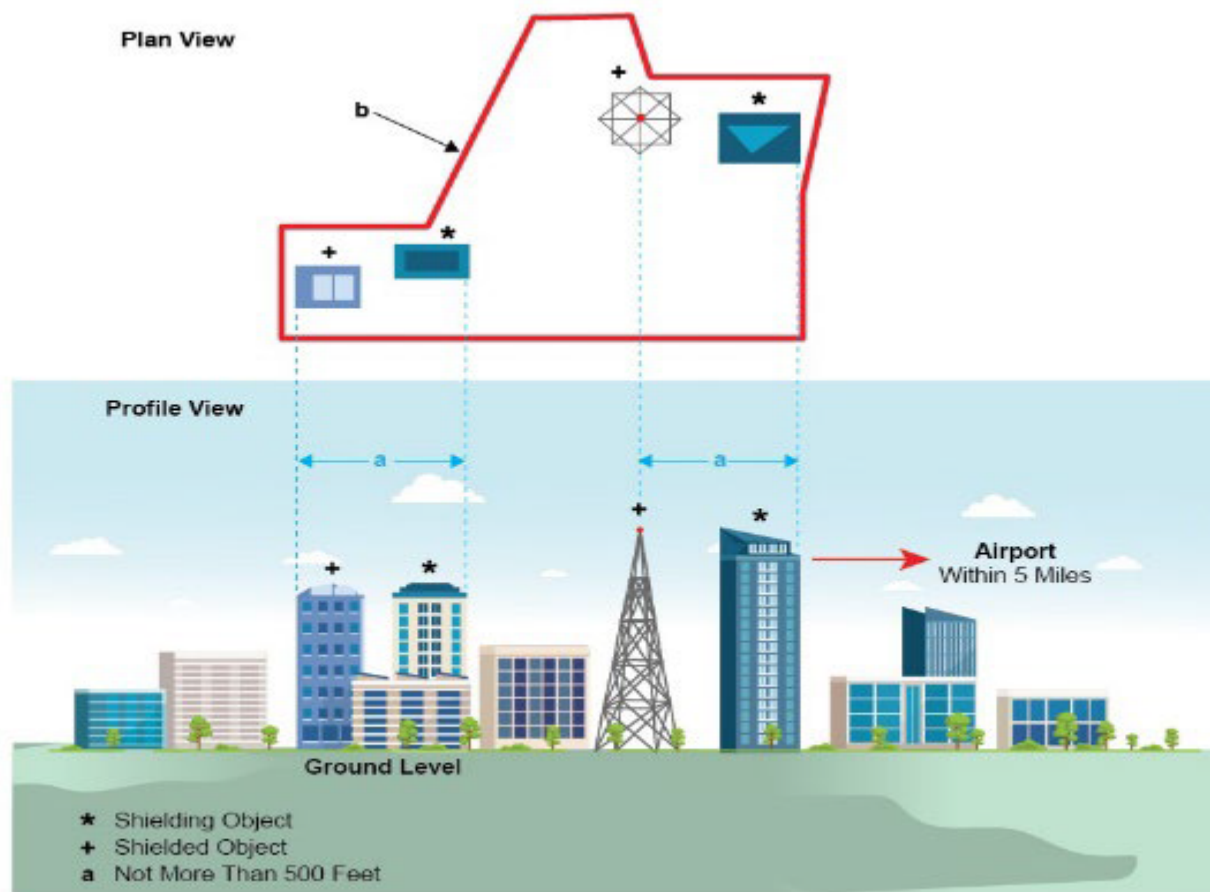 Plan View
+
*
b
+
*
Profile View
a
a
+
*
+
*
Airport
Within 5 Miles
Ground Level
* Shielding Object
+ Shielded Object
a Not More Than 500 Feet